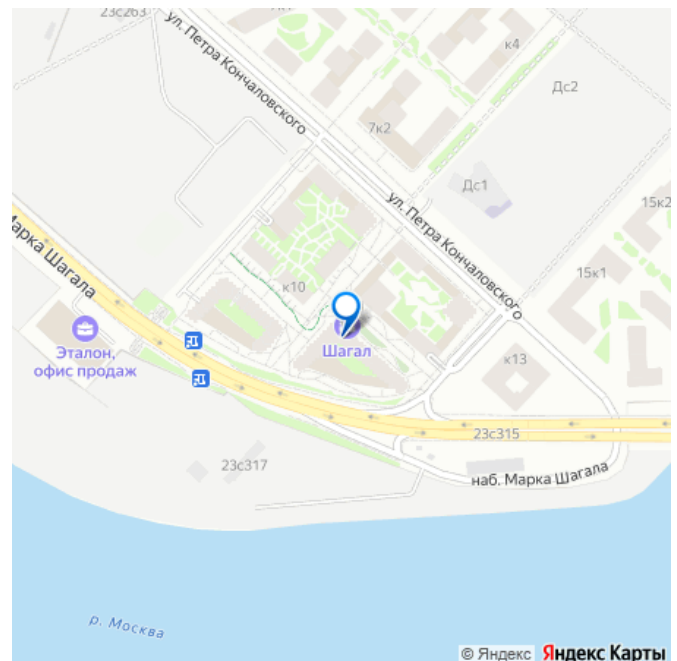 23с263
ул. Петра Кончаловского
к4
Дс2
7к2
Дс1
15к2
ул. Петра Кончаловского
15к1
Марка Шагала
к10
Эталон,
офис продаж
Шагал
к13
23с315
23с317
наб. Марка Шагала
р. Москва
© Яндекс Яндекс Карты